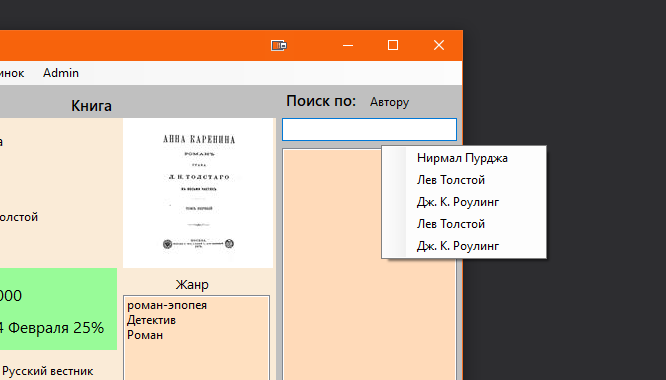 инок Admin
Книга
Поиск по: Автору
а
АННА КАРЕНИНА
РОМАНЪ
ГРАФА
Л. Н. ТОЛСТАГО
ВЪ ВОСЬМИ ЧАСТЯХЪ
ТОМЪ ПЕРВЫЙ
МОСКВА
Нирмал Пурджа
Лев Толстой
Дж. К. Роулинг
Лев Толстой
Дж. К. Роулинг
олстой
000
4 Февраля 25%
Русский вестник
Жанр
роман-эпопея
Детектив
Роман